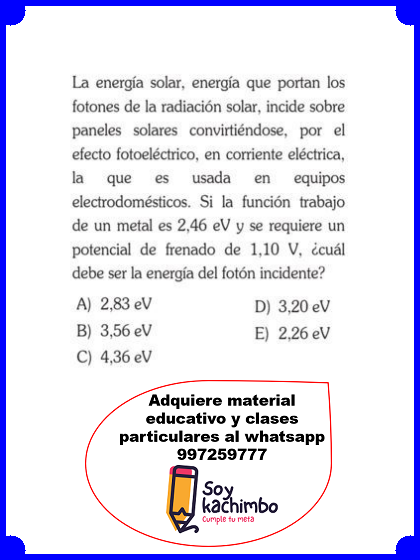 La energía solar, energía que portan los
fotones de la radiación solar, incide sobre
paneles solares convirtiéndose, por el
efecto fotoeléctrico, en corriente eléctrica,
la que es usada en equipos
electrodomésticos. Si la función trabajo
de un metal es 2,46 eV y se requiere un
potencial de frenado de 1,10 V, ¿cuál
debe ser la energía del fotón incidente?
A) 2,83 eV
B) 3,56 eV
C) 4,36 eV
D) 3,20 eV
E) 2,26 eV
Adquiere material
educativo y clases
particulares al whatsapp
997259777
Soy
kachimbo
Cumple tu meta